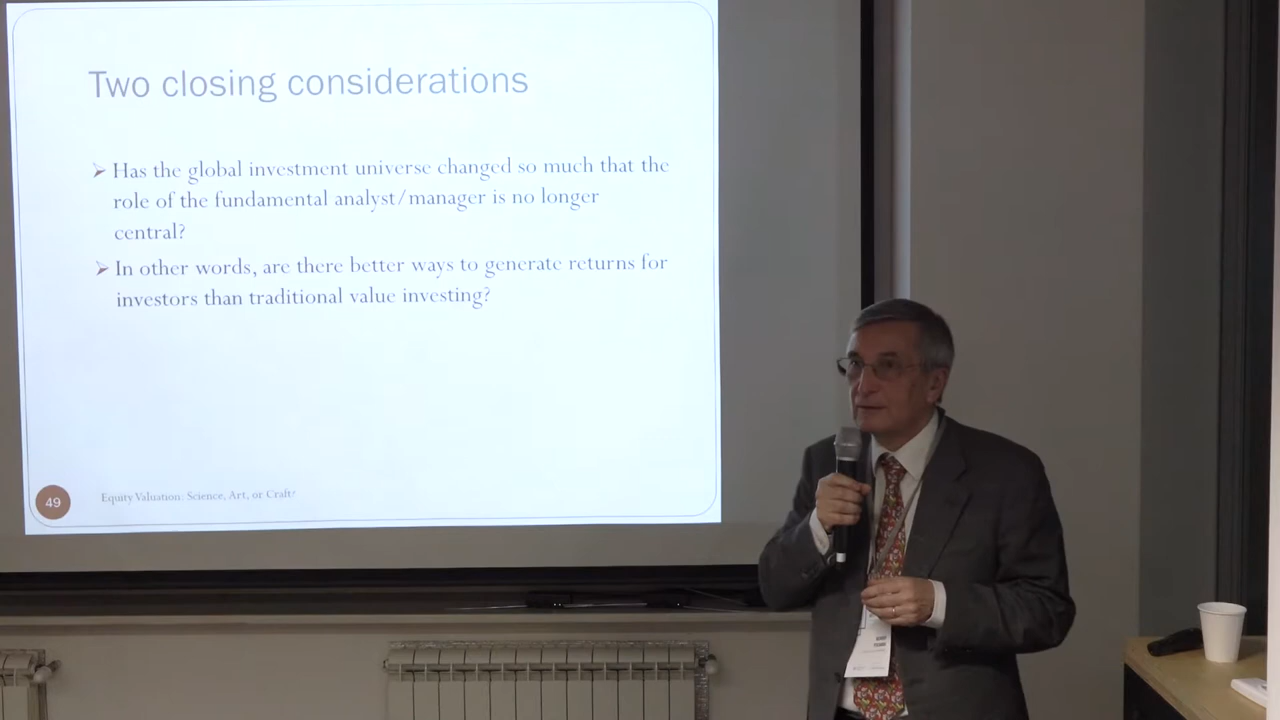 Two closing considerations
Has the global investment universe changed so much that the
role of the fundamental analyst/manager is no longer
central?
In other words, are there better ways to generate returns for
investors than traditional value investing?
49
Equity Valuation: Science, Art, or Craft?